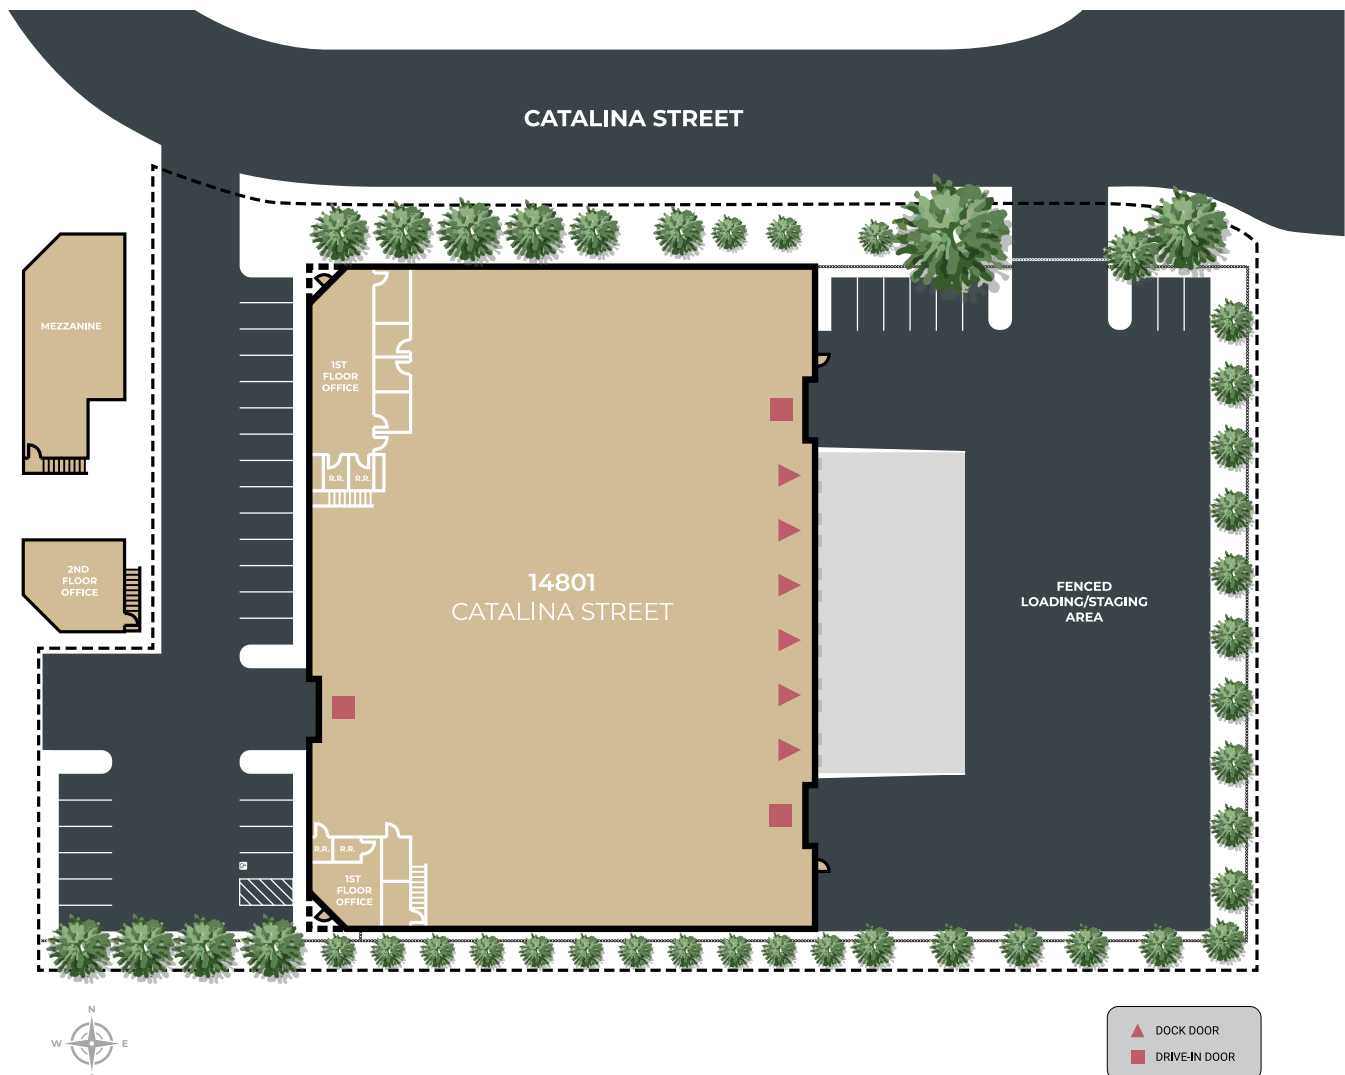 CATALINA STREET
MEZZANINE
1ST
FLOOR
OFFICE
R.R.
R.R.
2ND
FLOOR
OFFICE
14801
CATALINA STREET
FENCED
LOADING/STAGING
AREA
R.R.
R.R.
1ST
FLOOR
OFFICE
N
W
E
DOCK DOOR
DRIVE-IN DOOR